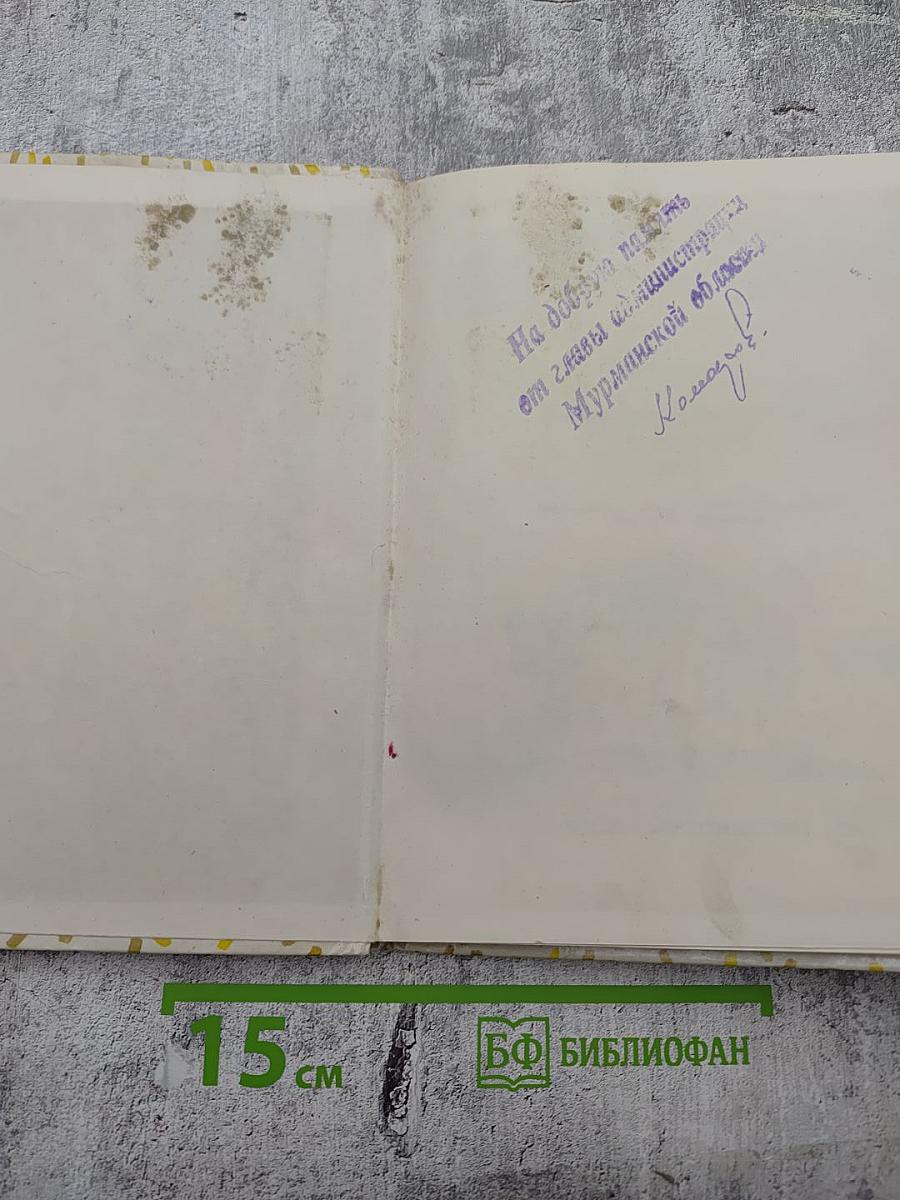 На добрую память
от главы администрации
Мурманской области
Комаров
15 см
БФ БИБЛИОФАН